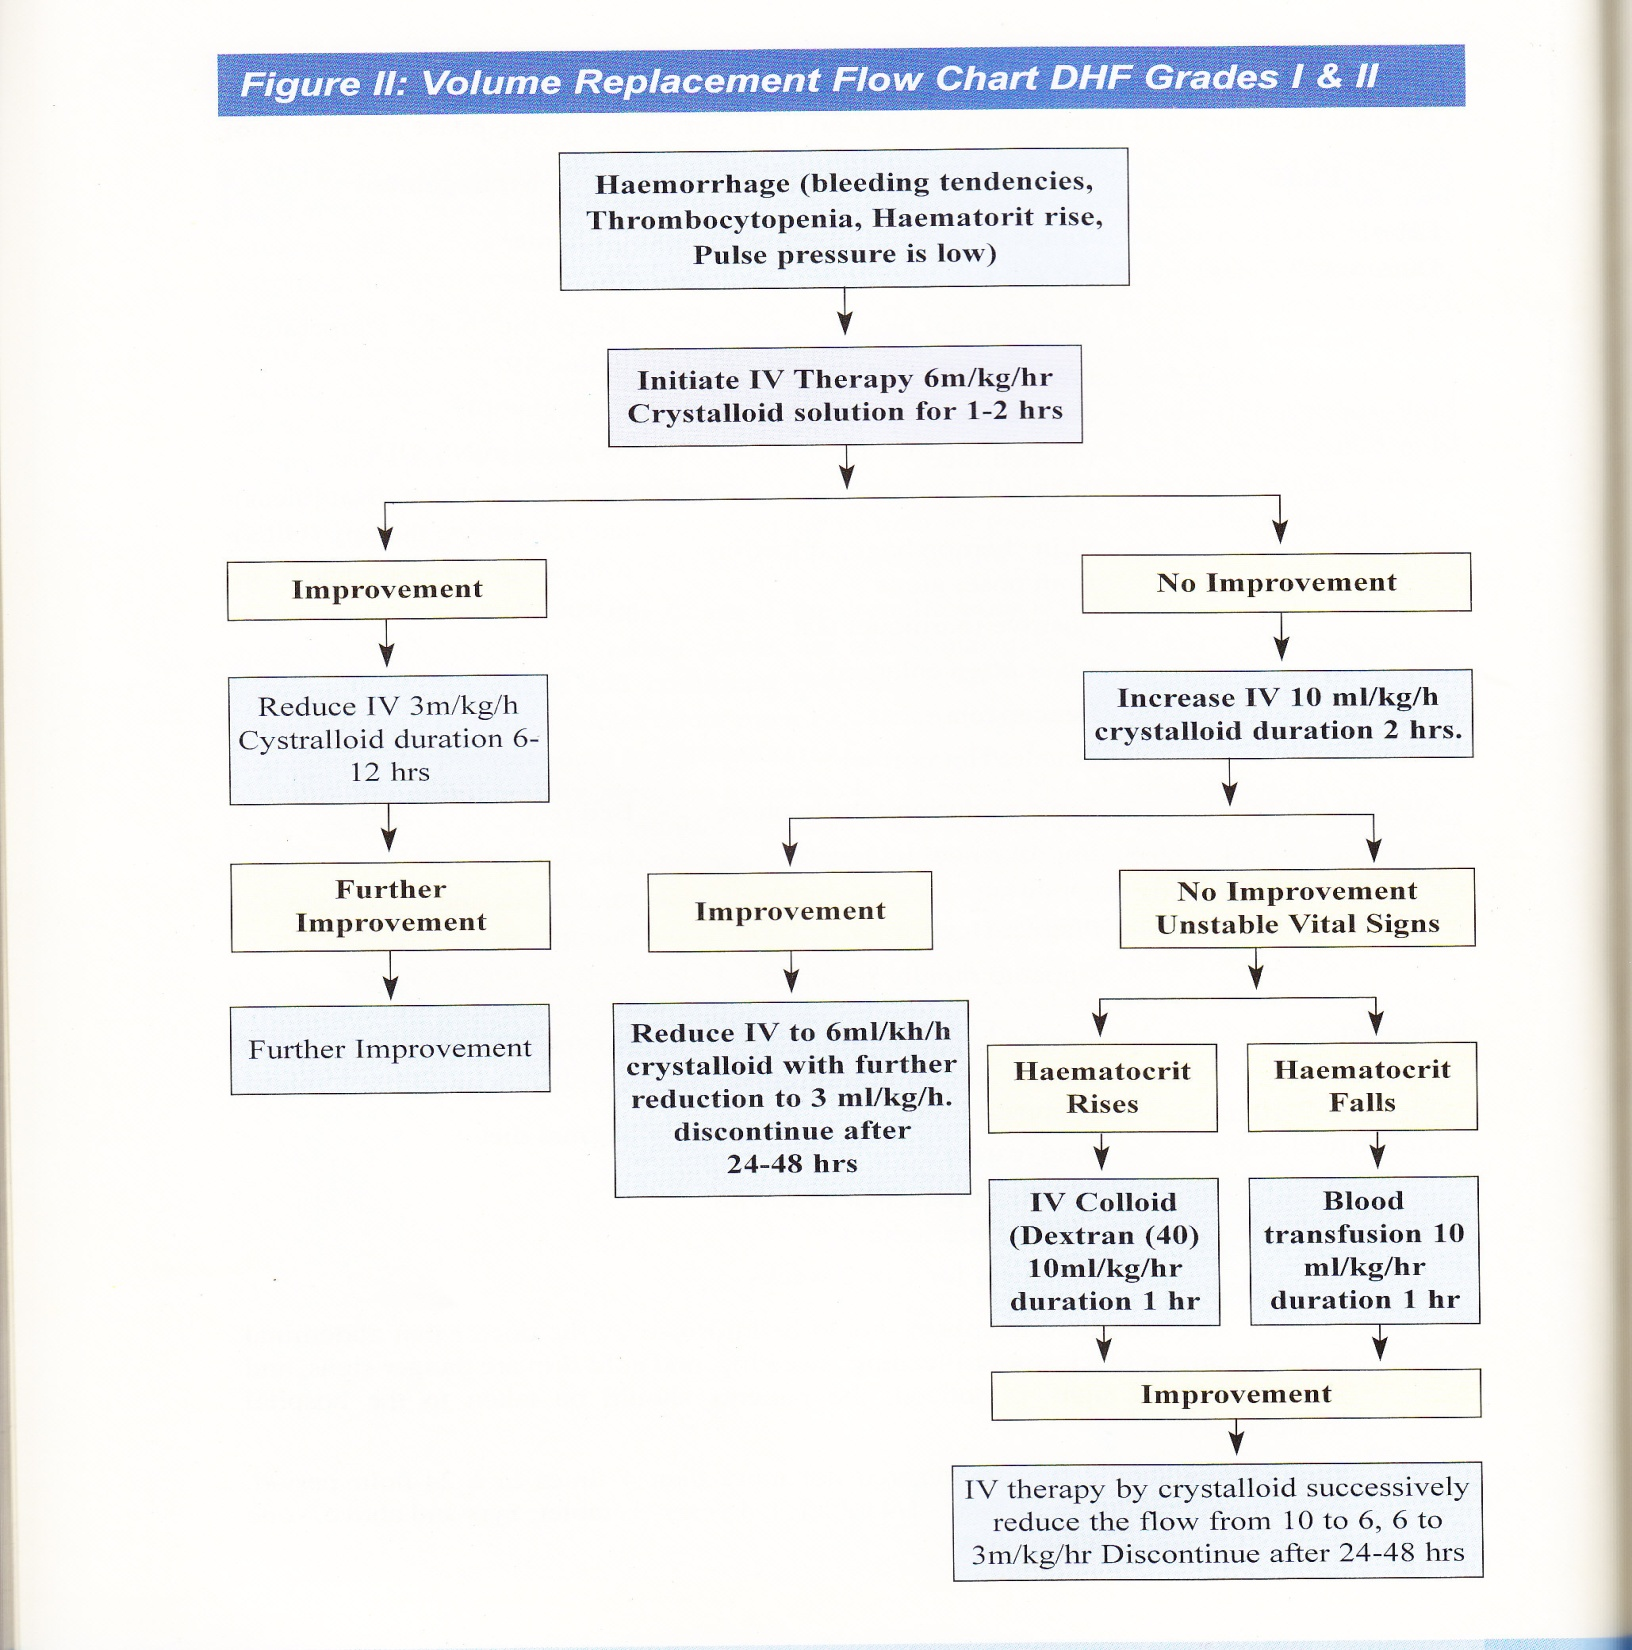 Figure II: Volume Replacement Flow Chart DHF Grades I & II
Haemorrhage (bleeding tendencies,
Thrombocytopenia, Haematorit rise,
Pulse pressure is low)
Initiate IV Therapy 6m/kg/hr
Crystalloid solution for 1-2 hrs
Improvement
Reduce IV 3m/kg/h
Cystralloid duration 6-
12 hrs
Further
Improvement
Further Improvement
No Improvement
Increase IV 10 ml/kg/h
crystalloid duration 2 hrs.
Improvement
Reduce IV to 6ml/kh/h
crystalloid with further
reduction to 3 ml/kg/h.
discontinue after
24-48 hrs
No Improvement
Unstable Vital Signs
Haematocrit
Rises
IV Colloid
(Dextran (40)
10ml/kg/hr
duration 1 hr
Haematocrit
Falls
Blood
transfusion 10
ml/kg/hr
duration 1 hr
Improvement
IV therapy by crystalloid successively
reduce the flow from 10 to 6, 6 to
3m/kg/hr Discontinue after 24-48 hrs